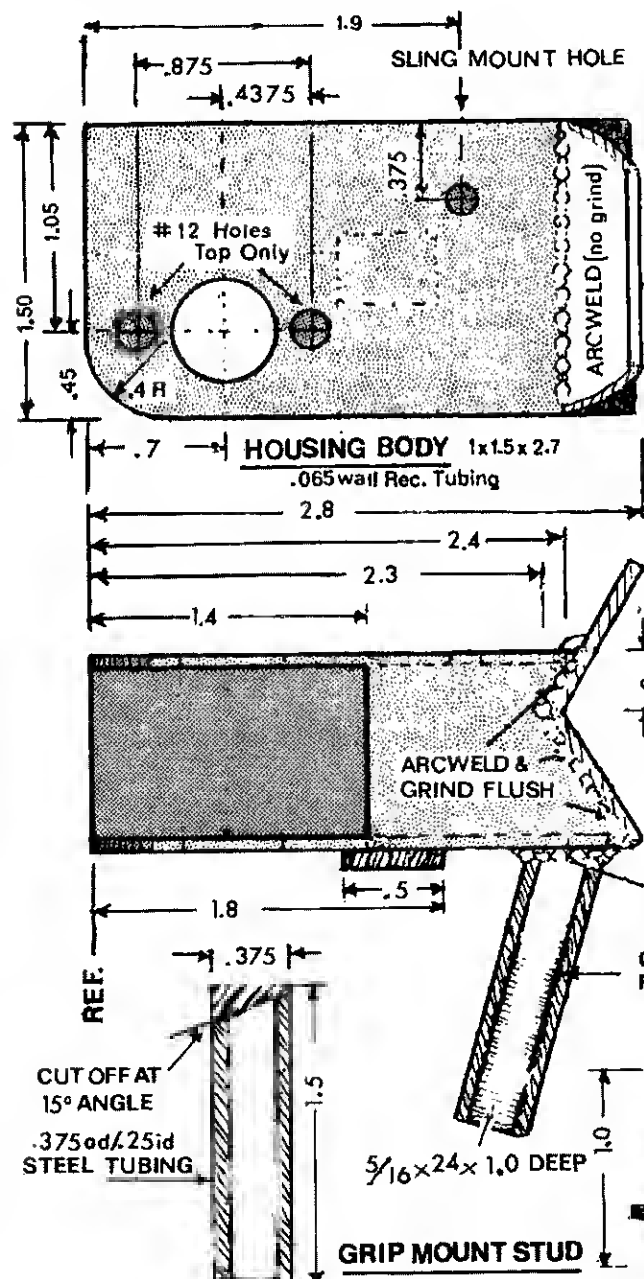 1.9
.875
SLING MOUNT HOLE
.4375
.375
1.50
1.05
#12 Holes
Top Only
ARCWELD (no grind)
.45
.4 R
.7
HOUSING BODY 1x1.5x2.7
.065 wall Rec. Tubing
2.8
2.4
2.3
1.4
ARCWELD &
GRIND FLUSH
.5
1.8
REF.
.375
CUT OFF AT
15° ANGLE
.375od/.25id
STEEL TUBING
1.5
5/16x24x1.0 DEEP
1.0
GRIP MOUNT STUD